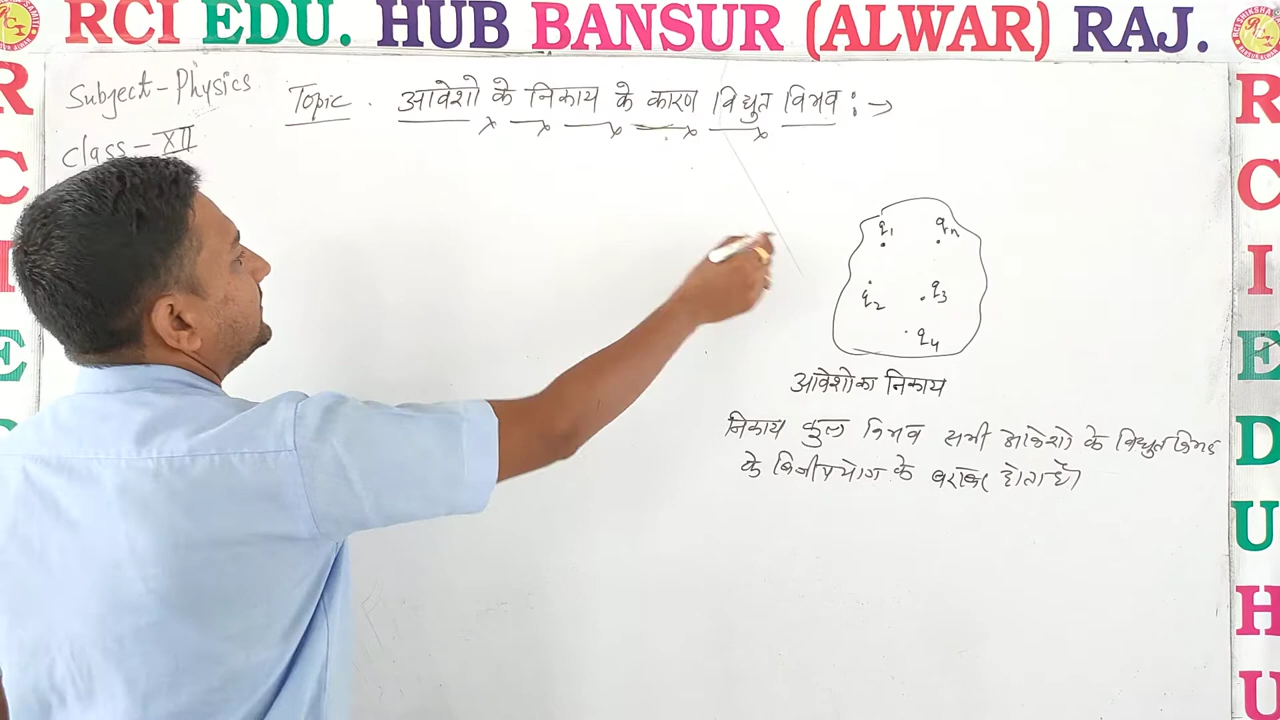 RCI EDU. HUB BANSUR (ALWAR) RAJ.
Subject - Physics
Class - XII
Topic . आवेशो के निकाय के कारण विद्युत विभव :→
q1
qn
q2
q3
q4
आवेशो का निकाय
निकाय कुल विभव सभी आवेशो के विद्युत विभव
के बीजीययोग के बराबर होता है।
R
C
I
E
R
C
I
E
D
U
H
U